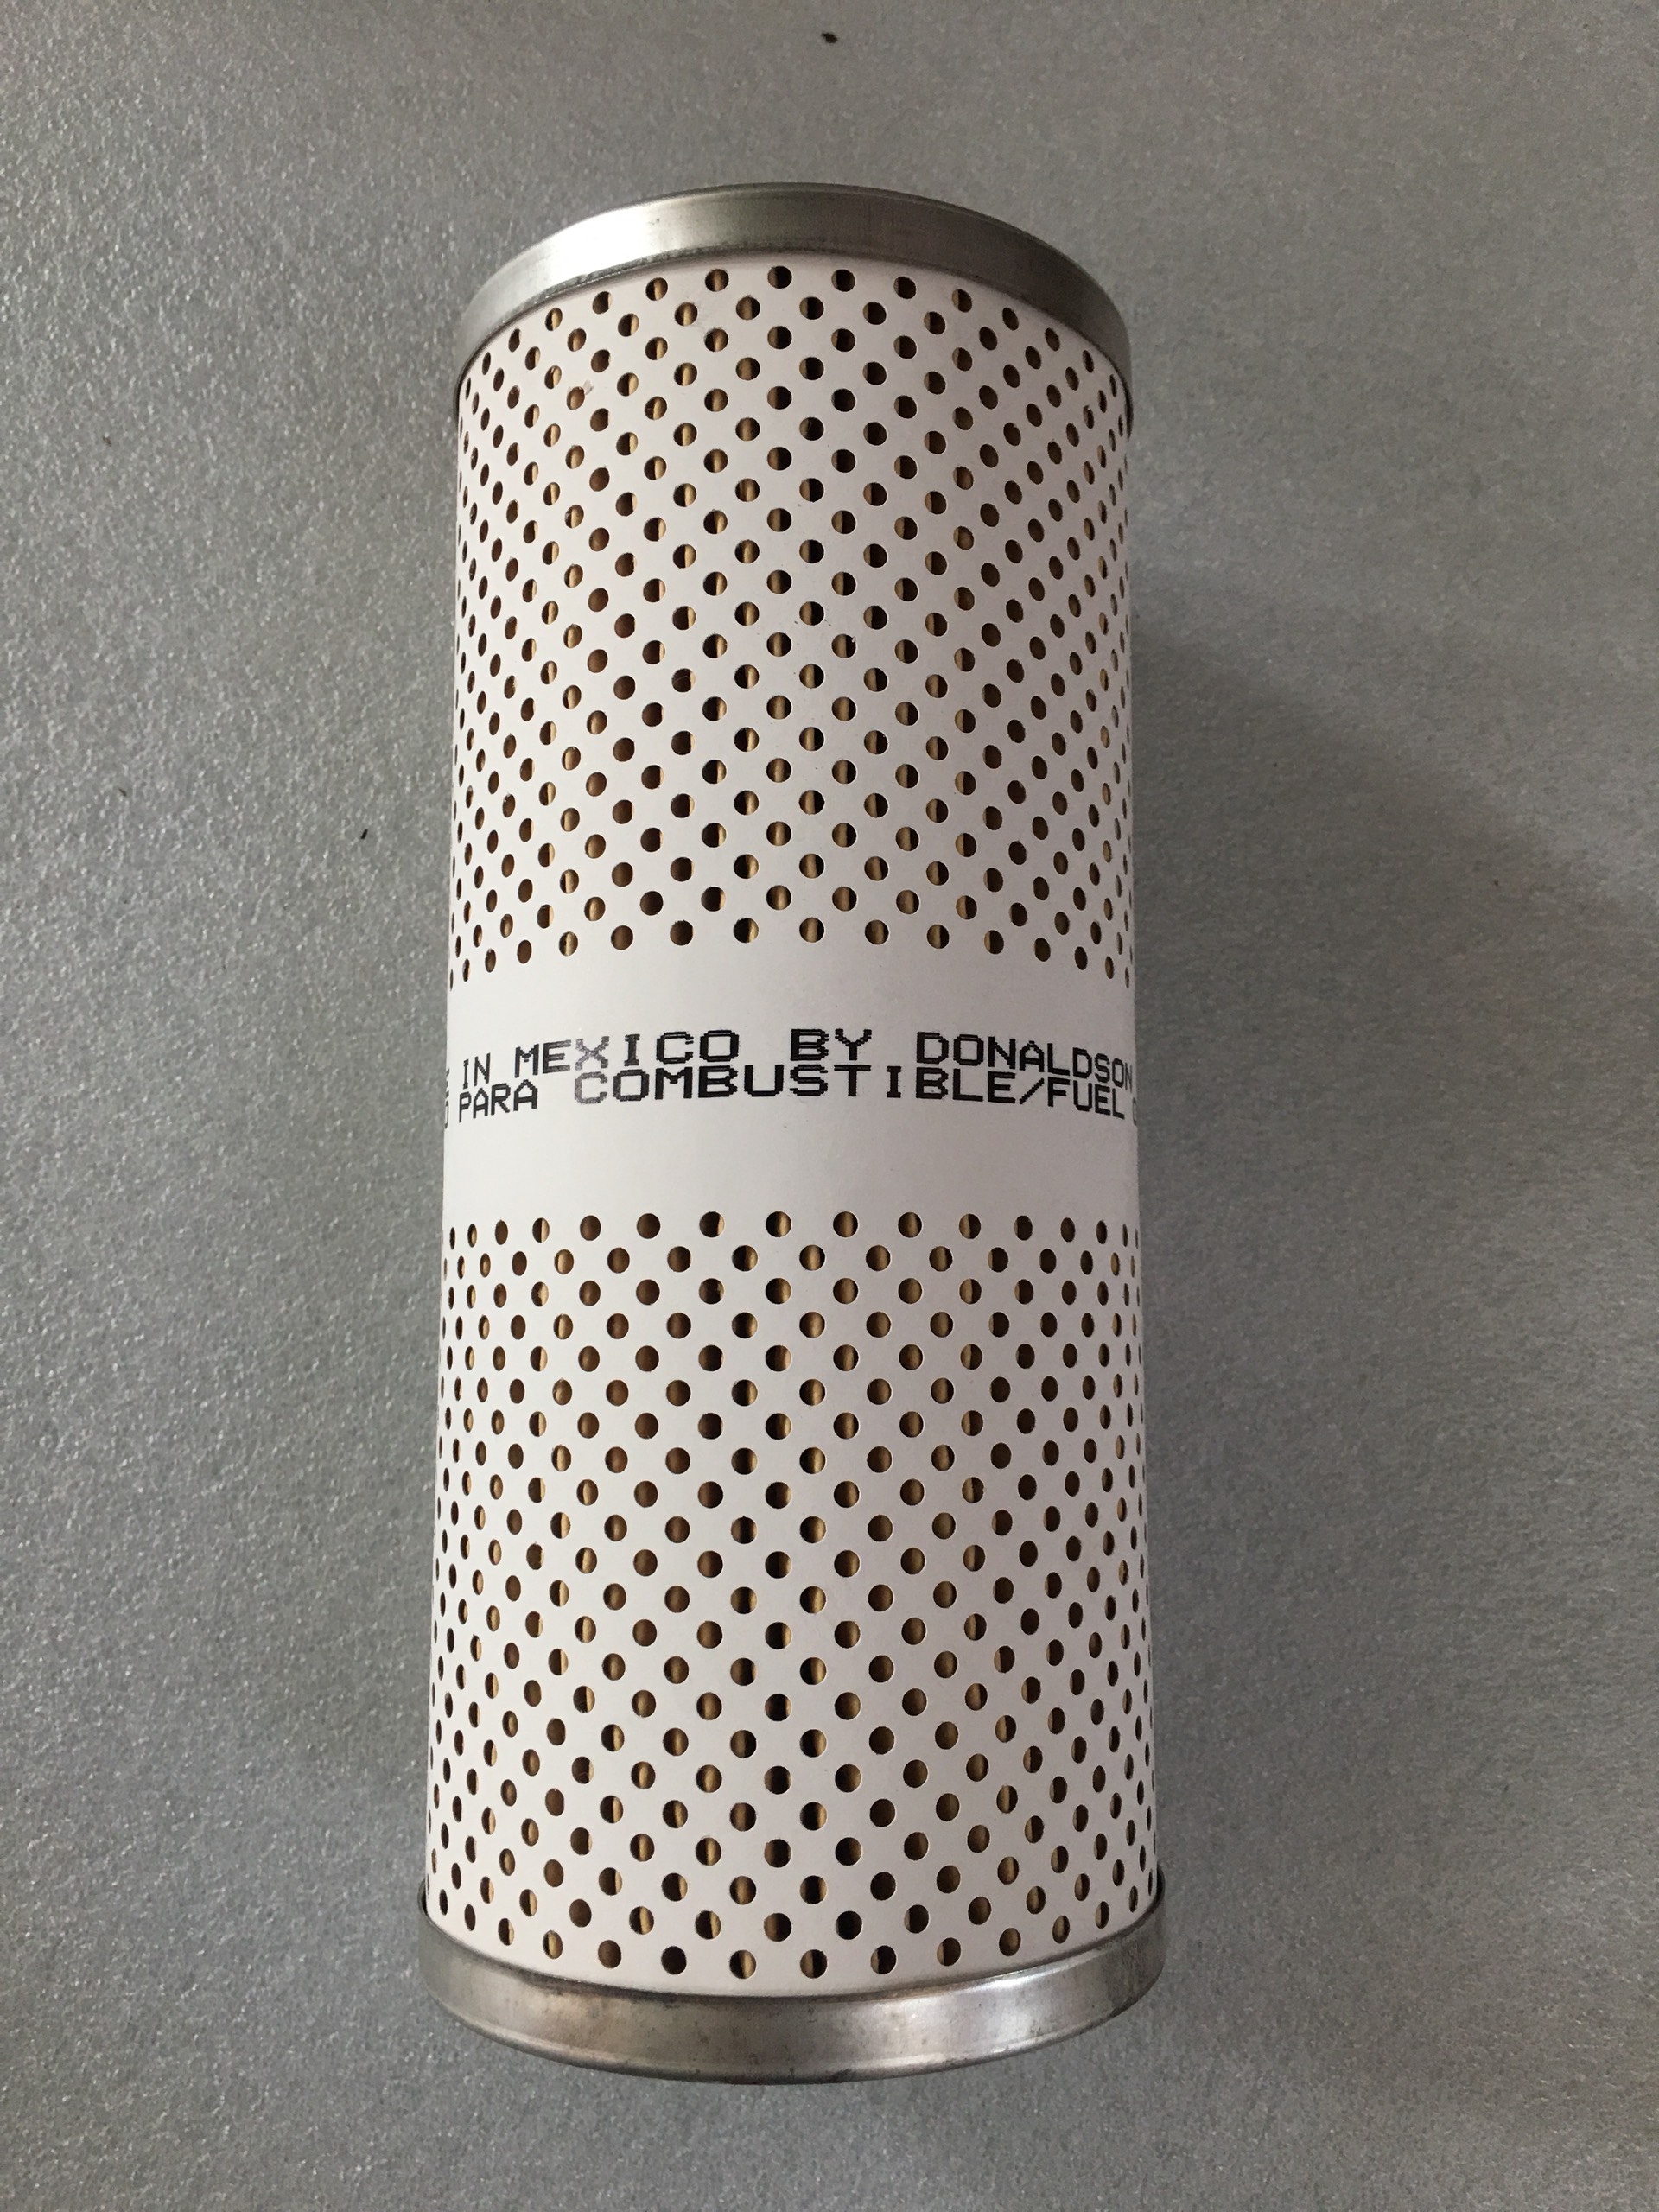 IN MEXICO BY DONALDSON
PARA COMBUSTIBLE/FUEL